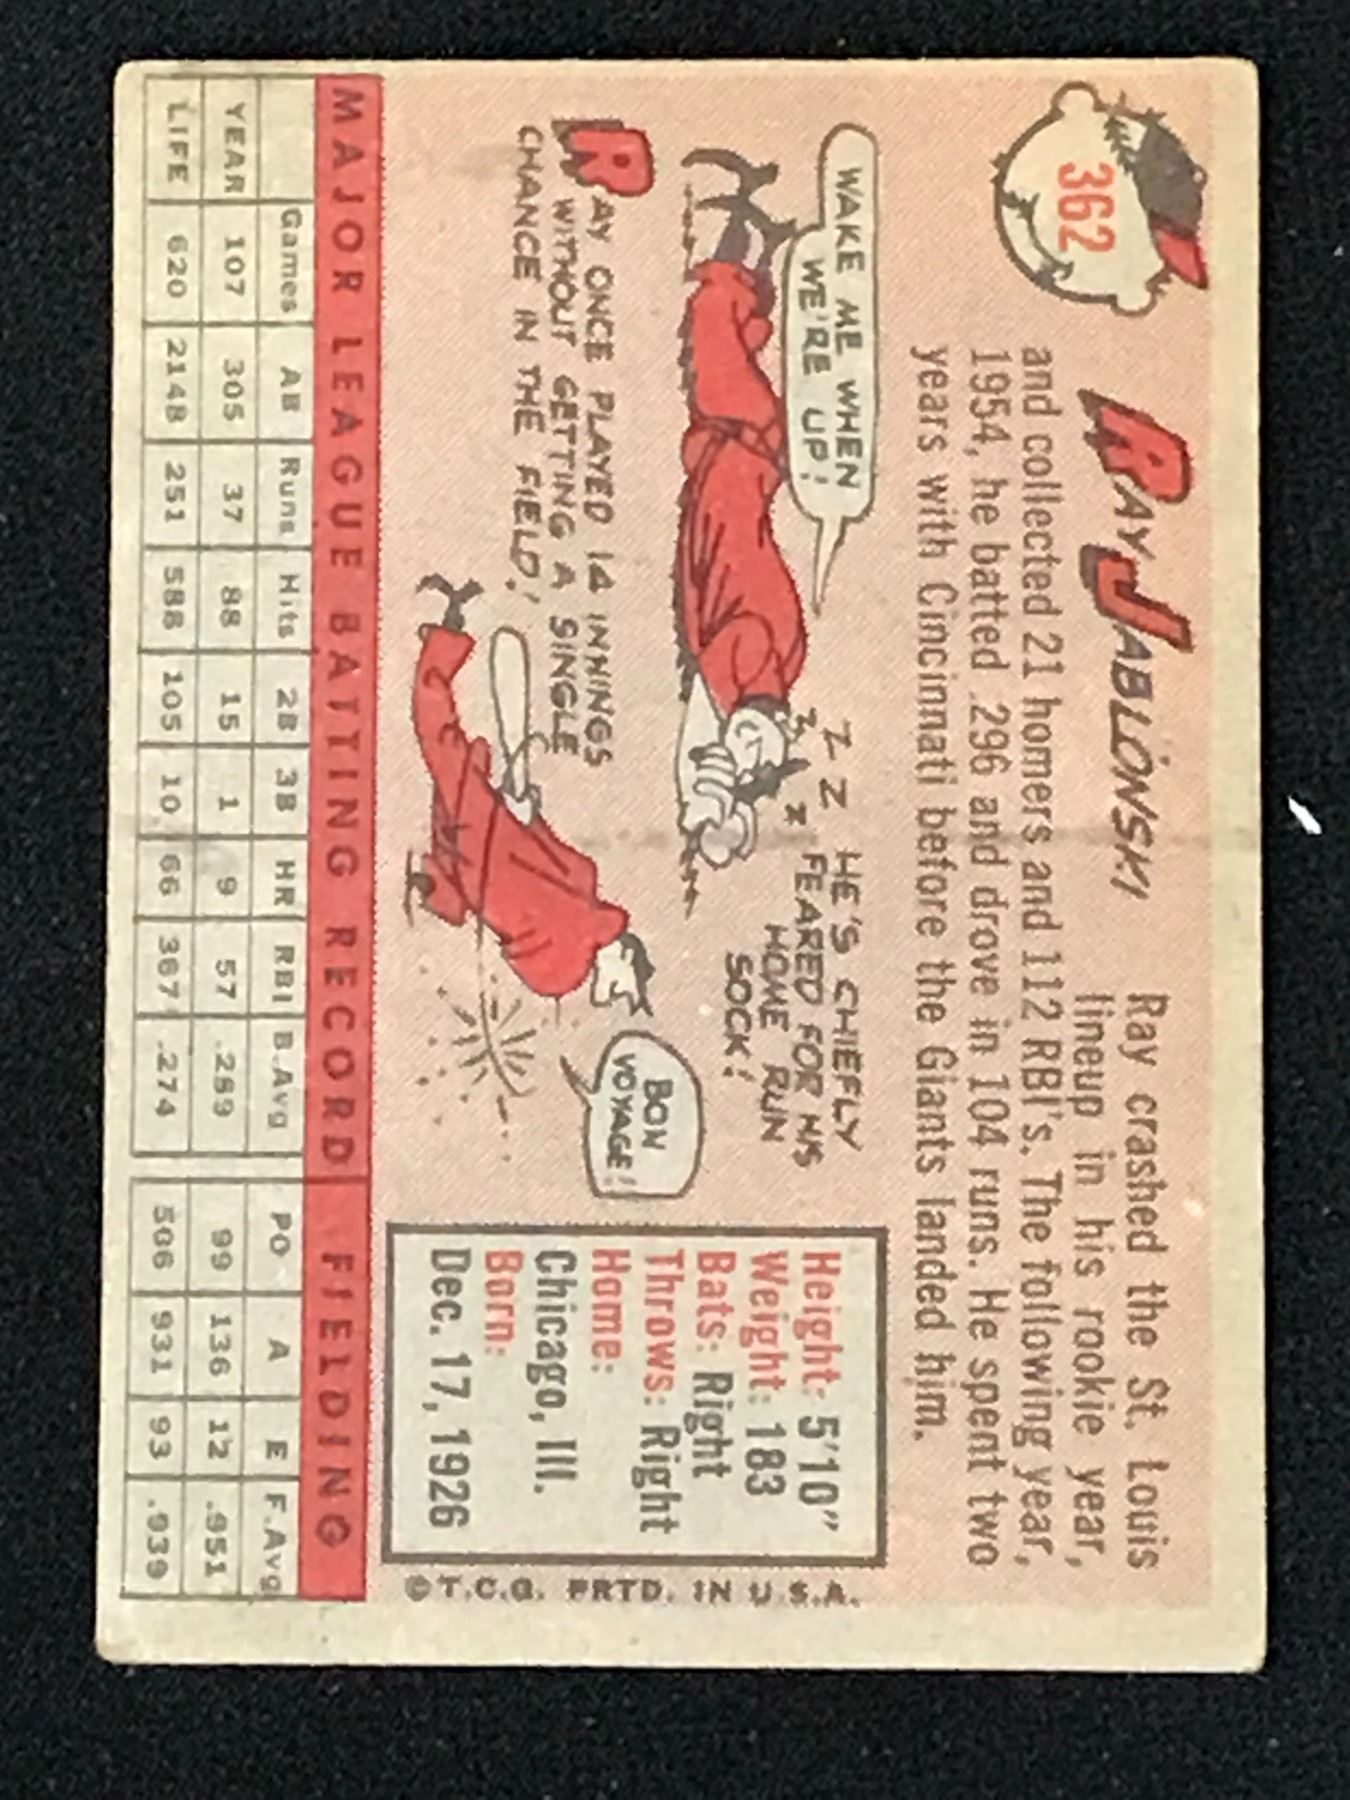 362
RAY JABLONSKI
Ray crashed the St. Louis
lineup in his rookie year,
and collected 21 homers and 112 RBI's. The following year,
1954, he batted .296 and drove in 104 runs. He spent two
years with Cincinnati before the Giants landed him.
WAKE ME WHEN
WE'RE UP!
Z Z
Z Z
HE'S CHIEFLY
FEARED FOR HIS
HOME RUN
SOCK!
RAY ONCE PLAYED 14 INNINGS
WITHOUT GETTING A SINGLE
CHANCE IN THE FIELD!
BON
VOYAGE!
Height: 5'10"
Weight: 183
Bats: Right
Throws: Right
Home:
Chicago, Ill.
Born:
Dec. 17, 1926
©T.C.G. PRTD. IN U.S.A.
MAJOR LEAGUE BATTING RECORD FIELDING
Games AB Runs Hits 2B 3B HR RBI B.Avg PO A E F.Avg
YEAR 107 305 37 88 15 1 9 57 .289 99 136 12 .951
LIFE 620 2148 251 588 105 10 66 367 .274 506 931 93 .939